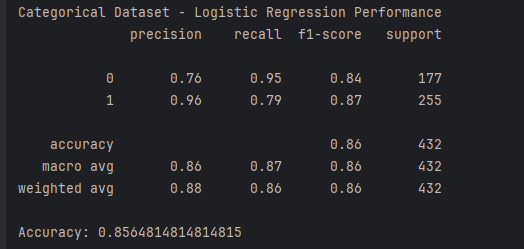 Categorical Dataset - Logistic Regression Performance
precision recall f1-score support
0 0.76 0.95 0.84 177
1 0.96 0.79 0.87 255
accuracy 0.86 432
macro avg 0.86 0.87 0.86 432
weighted avg 0.88 0.86 0.86 432
Accuracy: 0.8564814814814815